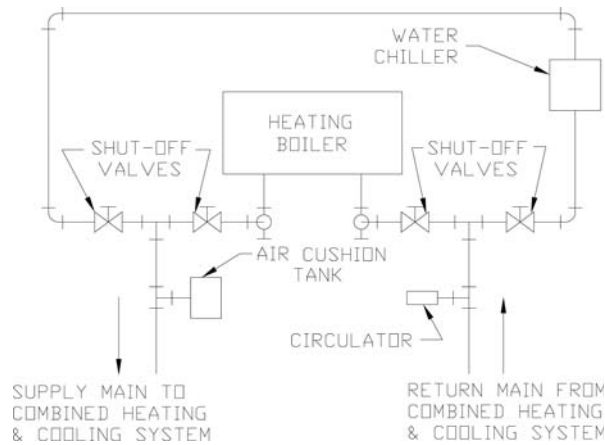 WATER
CHILLER
HEATING
BOILER
SHUT-OFF
VALVES
SHUT-OFF
VALVES
AIR CUSHION
TANK
CIRCULATOR
SUPPLY MAIN TO
COMBINED HEATING
& COOLING SYSTEM
RETURN MAIN FROM
COMBINED HEATING
& COOLING SYSTEM